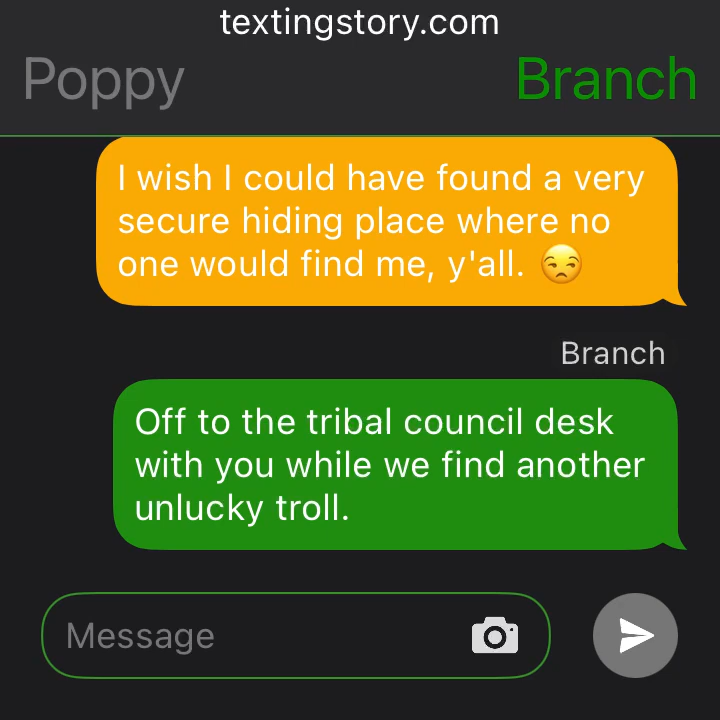 textingstory.com
Poppy
Branch
I wish I could have found a very
secure hiding place where no
one would find me, y'all. 😒
Branch
Off to the tribal council desk
with you while we find another
unlucky troll.
Message